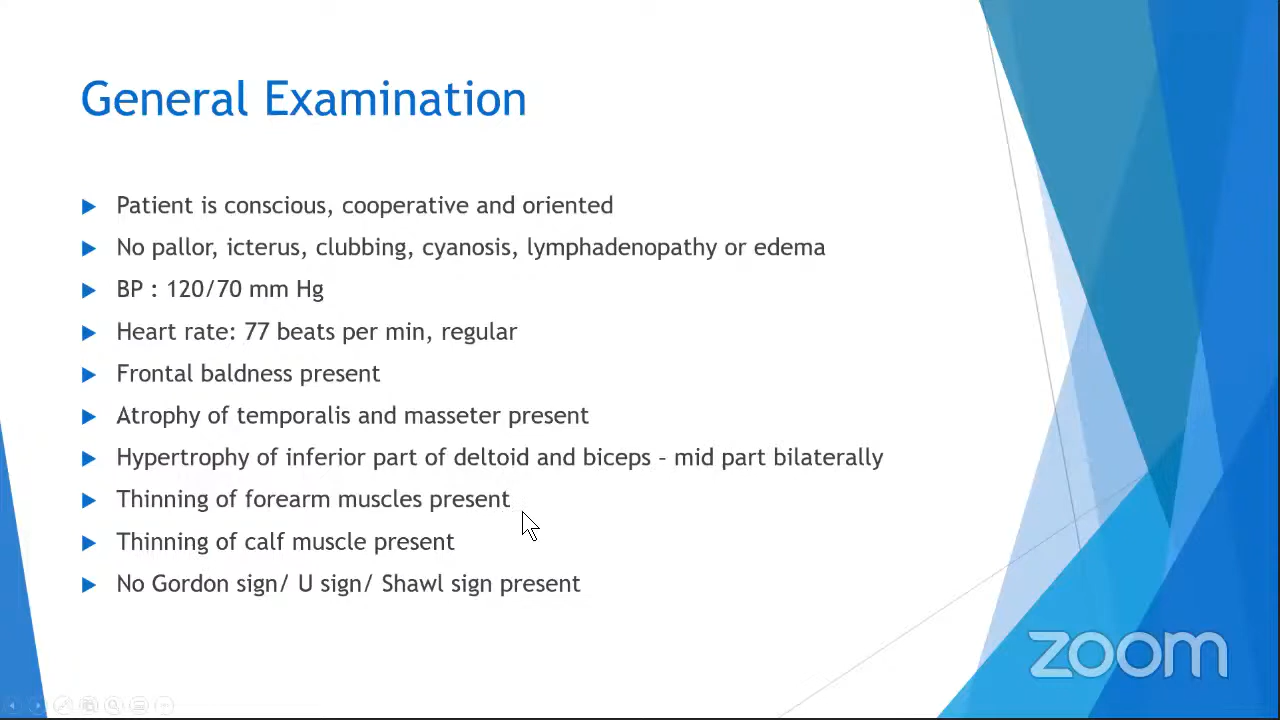 General Examination
Patient is conscious, cooperative and oriented
No pallor, icterus, clubbing, cyanosis, lymphadenopathy or edema
BP : 120/70 mm Hg
Heart rate: 77 beats per min, regular
Frontal baldness present
Atrophy of temporalis and masseter present
Hypertrophy of inferior part of deltoid and biceps – mid part bilaterally
Thinning of forearm muscles present
Thinning of calf muscle present
No Gordon sign/ U sign/ Shawl sign present
zoom